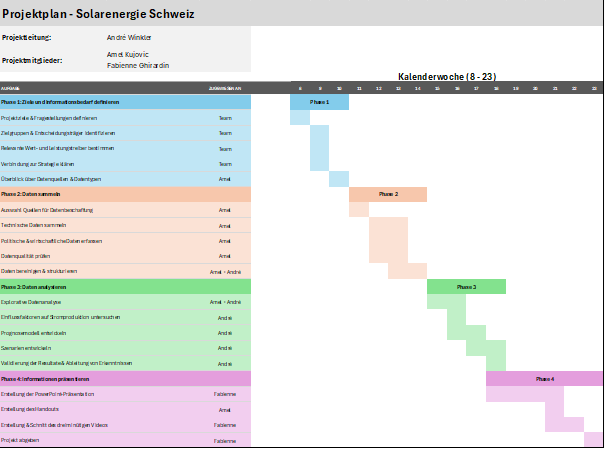 Projektplan - Solarenergie Schweiz
Projektleitung: André Winkler
Projektmitglieder: Amel Kujovic
Fabienne Ghirardin
Kalenderwoche (8 - 23)
AUFGABE ZUGEWIESEN AN 8 9 10 11 12 13 14 15 16 17 18 19 20 21 22 23
Phase 1: Ziele und Informationsbedarf definieren Phase 1
Projektziele & Fragestellungen definieren Team
Zielgruppen & Entscheidungsträger identifizieren Team
Relevante Wert- und Leistungstreiber bestimmen Team
Verbindung zur Strategie klären Team
Überblick über Datenquellen & Datentypen Amel
Phase 2: Daten sammeln Phase 2
Auswahl Quellen für Datenbeschaffung Amel
Technische Daten sammeln Amel
Politische & wirtschaftliche Daten erfassen Amel
Datenqualität prüfen Amel
Daten bereinigen & strukturieren Amel + André
Phase 3: Daten analysieren Phase 3
Explorative Datenanalyse Amel + André
Einflussfaktoren auf Stromproduktion untersuchen André
Prognosemodell entwickeln André
Szenarien entwickeln André
Validierung der Resultate & Ableitung von Erkenntnissen André
Phase 4: Informationen präsentieren Phase 4
Erstellung der PowerPoint-Präsentation Fabienne
Erstellung des Handouts Amel
Erstellung & Schnitt des dreiminütigen Videos Fabienne
Projekt abgeben Fabienne